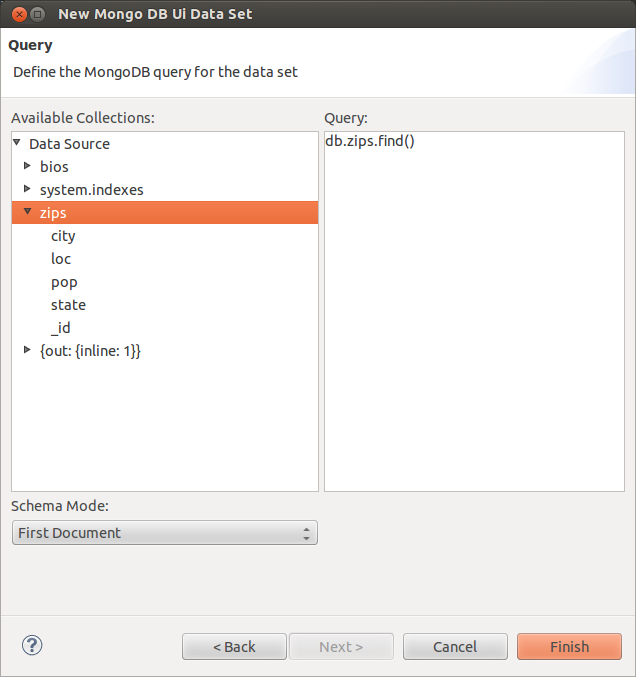 New Mongo DB Ui Data Set
Query
Define the MongoDB query for the data set
Available Collections:
Data Source
bios
system.indexes
zips
city
loc
pop
state
_id
{out: {inline: 1}}
Query:
db.zips.find()
Schema Mode:
First Document
?
< Back
Next >
Cancel
Finish